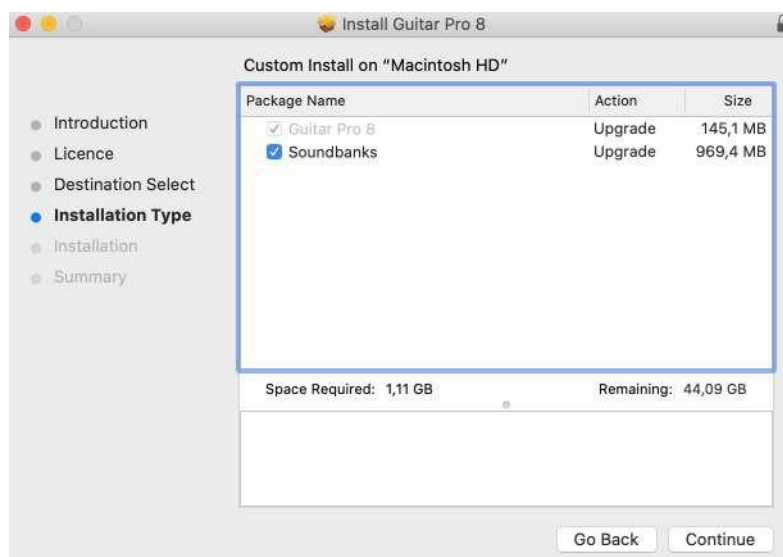 Install Guitar Pro 8
Custom Install on “Macintosh HD”
Introduction
Licence
Destination Select
Installation Type
Installation
Summary
Package Name Action Size
Guitar Pro 8 Upgrade 145,1 MB
Soundbanks Upgrade 969,4 MB
Space Required: 1,11 GB Remaining: 44,09 GB
Go Back Continue